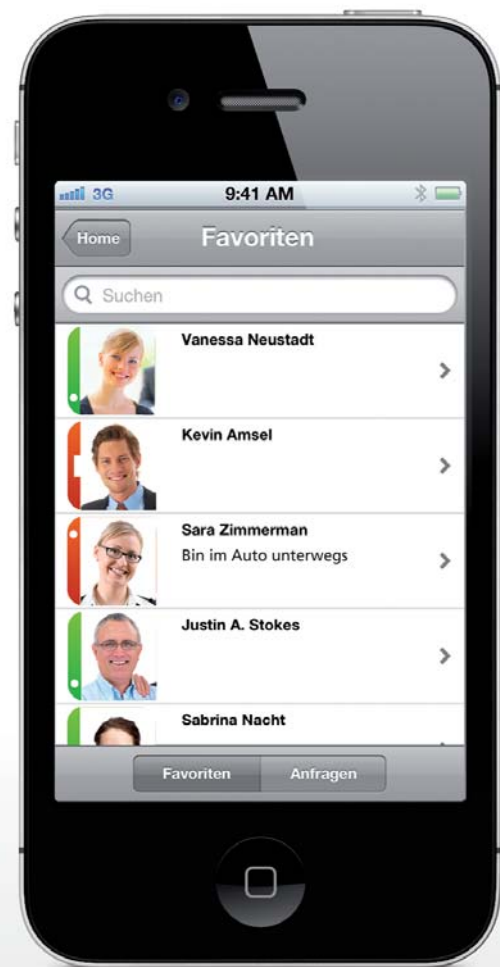 3G 9:41 AM
Home Favoriten
Suchen
Vanessa Neustadt
Kevin Amsel
Sara Zimmerman
Bin im Auto unterwegs
Justin A. Stokes
Sabrina Nacht
Favoriten Anfragen